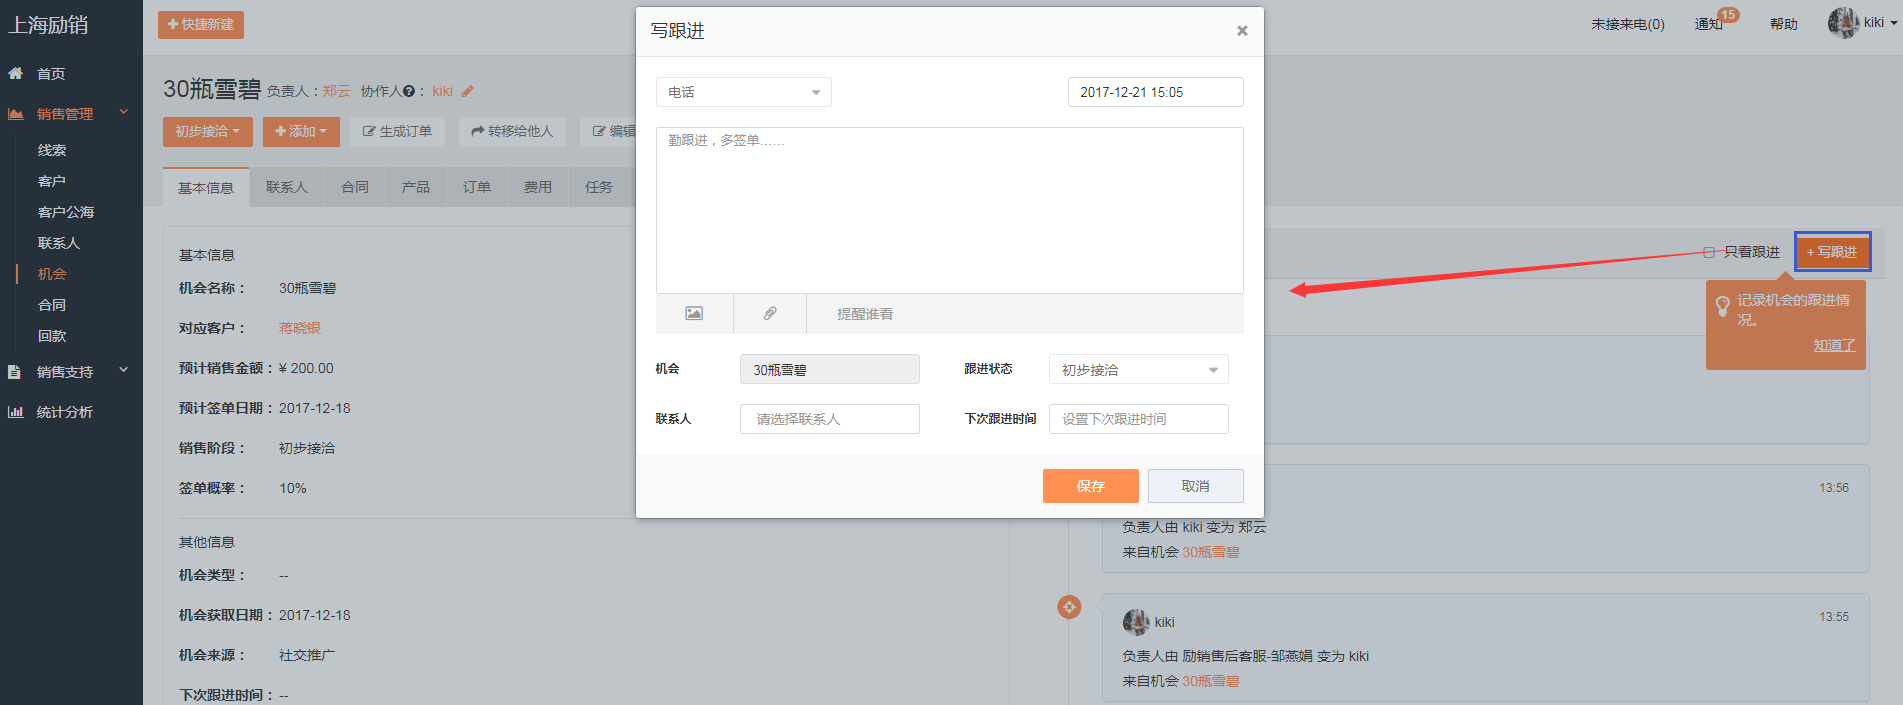 上海励销
快捷新建
未接来电(0)
通知
15
帮助
kiki
首页
销售管理
线索
客户
客户公海
联系人
机会
合同
回款
销售支持
统计分析
30瓶雪碧 负责人：郑云 协作人： kiki
初步接洽
添加
生成订单
转移给他人
编辑
基本信息
联系人
合同
产品
订单
费用
任务
基本信息
机会名称： 30瓶雪碧
对应客户： 蒋晓银
预计销售金额：¥ 200.00
预计签单日期：2017-12-18
销售阶段： 初步接洽
签单概率： 10%
其他信息
机会类型： --
机会获取日期：2017-12-18
机会来源： 社交推广
下次跟进时间：--
写跟进
×
电话
2017-12-21 15:05
勤跟进，多签单......
提醒谁看
机会
30瓶雪碧
跟进状态
初步接洽
联系人
请选择联系人
下次跟进时间
设置下次跟进时间
保存
取消
只看跟进
+ 写跟进
记录机会的跟进情
况。
知道了
13:56
负责人由 kiki 变为 郑云
来自机会 30瓶雪碧
kiki
13:55
负责人由 励销售后客服-邹燕娟 变为 kiki
来自机会 30瓶雪碧